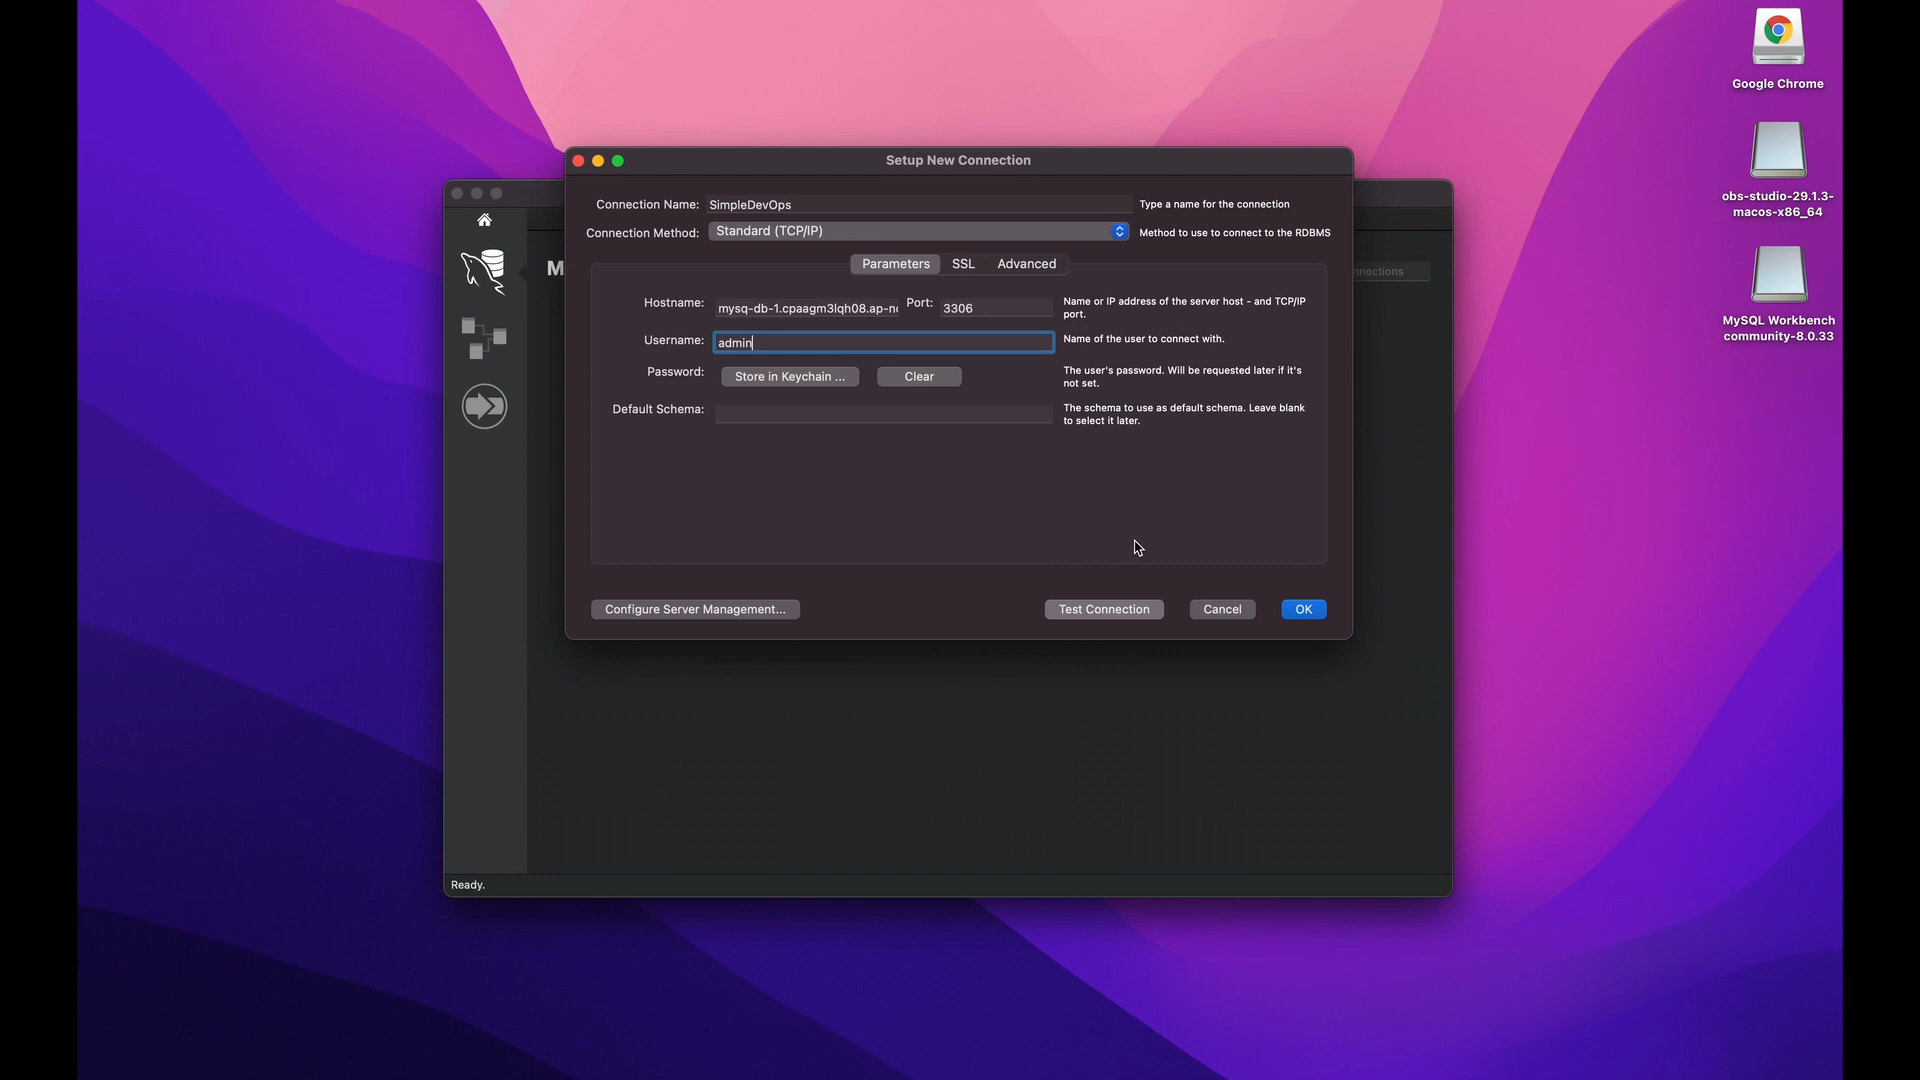 Google Chrome
obs-studio-29.1.3-
macos-x86_64
MySQL Workbench
community-8.0.33
Setup New Connection
Connection Name: SimpleDevOps Type a name for the connection
Connection Method: Standard (TCP/IP) Method to use to connect to the RDBMS
Parameters SSL Advanced
M
nnections
Hostname: mysq-db-1.cpaagm3lqh08.ap-n Port: 3306 Name or IP address of the server host - and TCP/IP
port.
Username: admin Name of the user to connect with.
Password: Store in Keychain ... Clear The user's password. Will be requested later if it's
not set.
Default Schema: The schema to use as default schema. Leave blank
to select it later.
Configure Server Management... Test Connection Cancel OK
Ready.